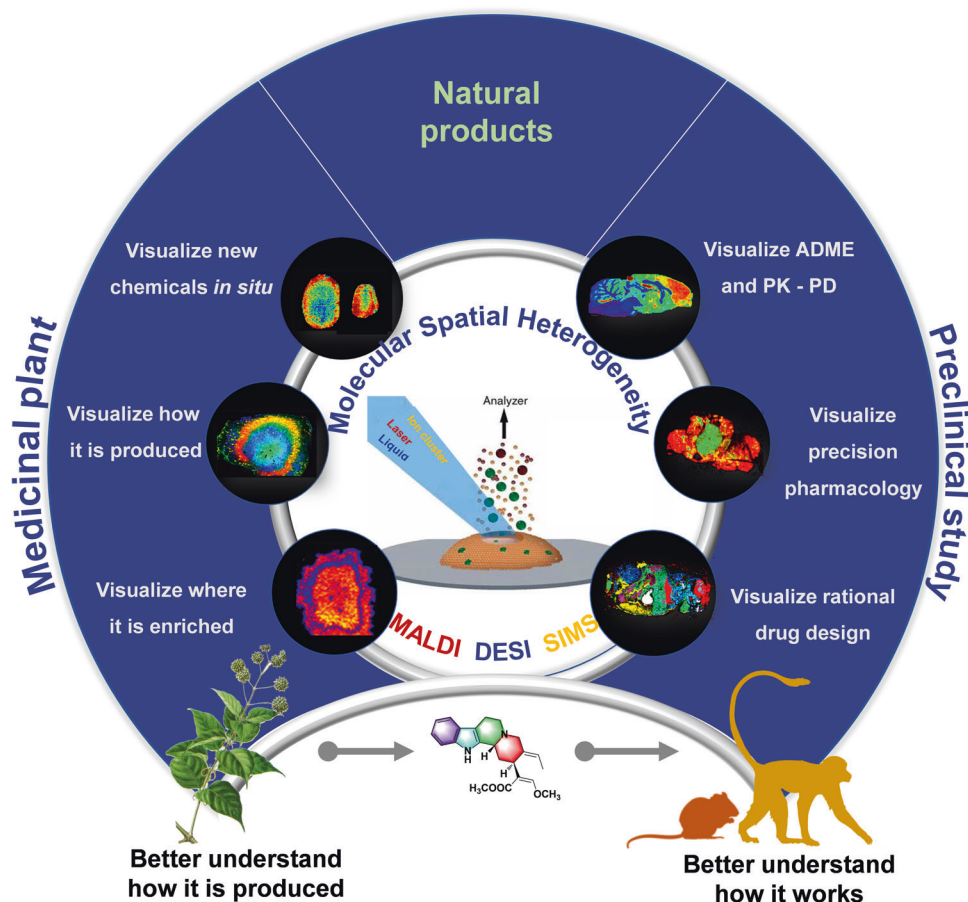 Natural
products
Visualize new
chemicals in situ
Visualize ADME
and PK - PD
Molecular Spatial Heterogeneity
Medicinal plant
Preclinical study
Visualize how
it is produced
Visualize
precision
pharmacology
Analyzer
Ion cluster
Laser
Liquid
Visualize where
it is enriched
Visualize rational
drug design
MALDI DESI SIMS
N
N
H
H
H
H₃COOC
OCH₃
Better understand
how it is produced
Better understand
how it works